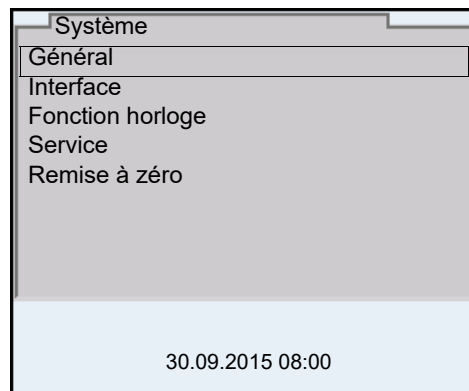 Système
Général
Interface
Fonction horloge
Service
Remise à zéro
30.09.2015 08:00